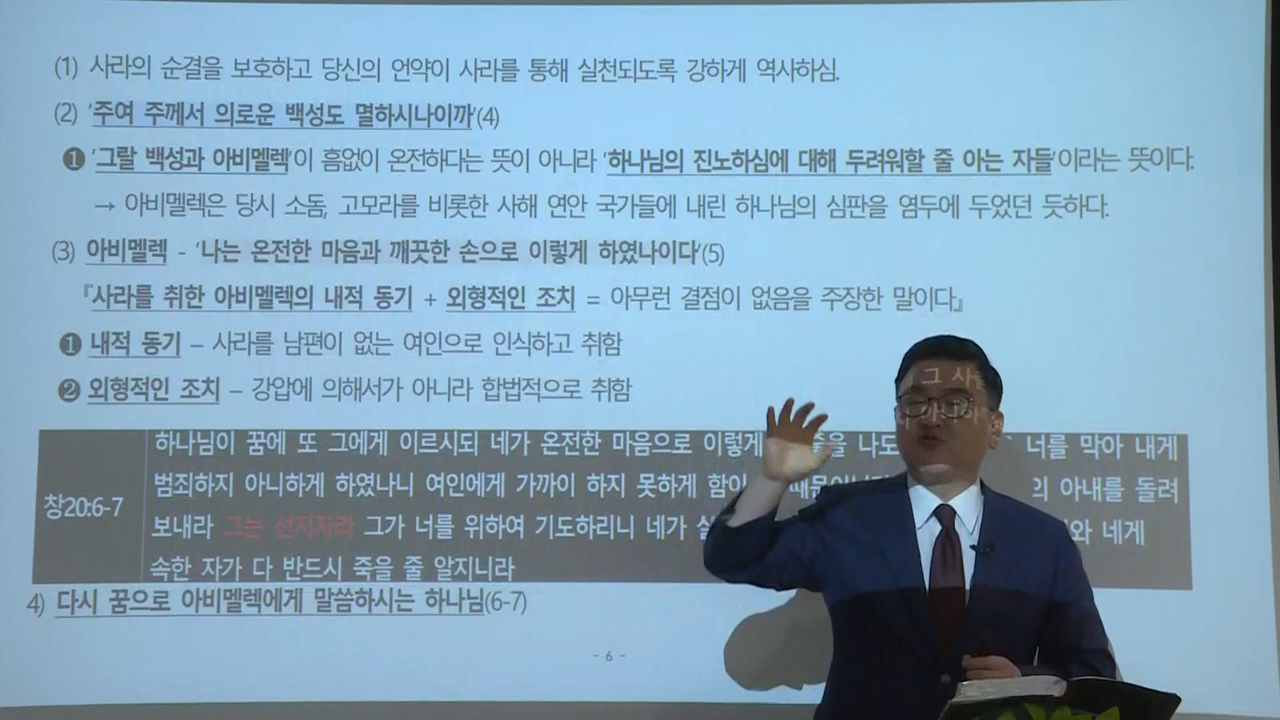 (1) 사라의 순결을 보호하고 당신의 언약이 사라를 통해 실천되도록 강하게 역사하심.
(2) '주여 주께서 의로운 백성도 멸하시나이까'(4)
❶ '그랄 백성과 아비멜렉'이 흠없이 온전하다는 뜻이 아니라 '하나님의 진노하심에 대해 두려워할 줄 아는 자들'이라는 뜻이다.
→ 아비멜렉은 당시 소돔, 고모라를 비롯한 사해 연안 국가들에 내린 하나님의 심판을 염두에 두었던 듯하다.
(3) 아비멜렉 - '나는 온전한 마음과 깨끗한 손으로 이렇게 하였나이다'(5)
『사라를 취한 아비멜렉의 내적 동기 + 외형적인 조치 = 아무런 결점이 없음을 주장한 말이다』
❶ 내적 동기 – 사라를 남편이 없는 여인으로 인식하고 취함
❷ 외형적인 조치 – 강압에 의해서가 아니라 합법적으로 취함
창20:6-7
하나님이 꿈에 또 그에게 이르시되 네가 온전한 마음으로 이렇게 너를 막아 내게
범죄하지 아니하게 하였나니 여인에게 가까이 하지 못하게 아내를 돌려
보내라 그는 선지자라 그가 너를 위하여 기도하리니 네가 네게
속한 자가 다 반드시 죽을 줄 알지니라
4) 다시 꿈으로 아비멜렉에게 말씀하시는 하나님(6-7)
- 6 -